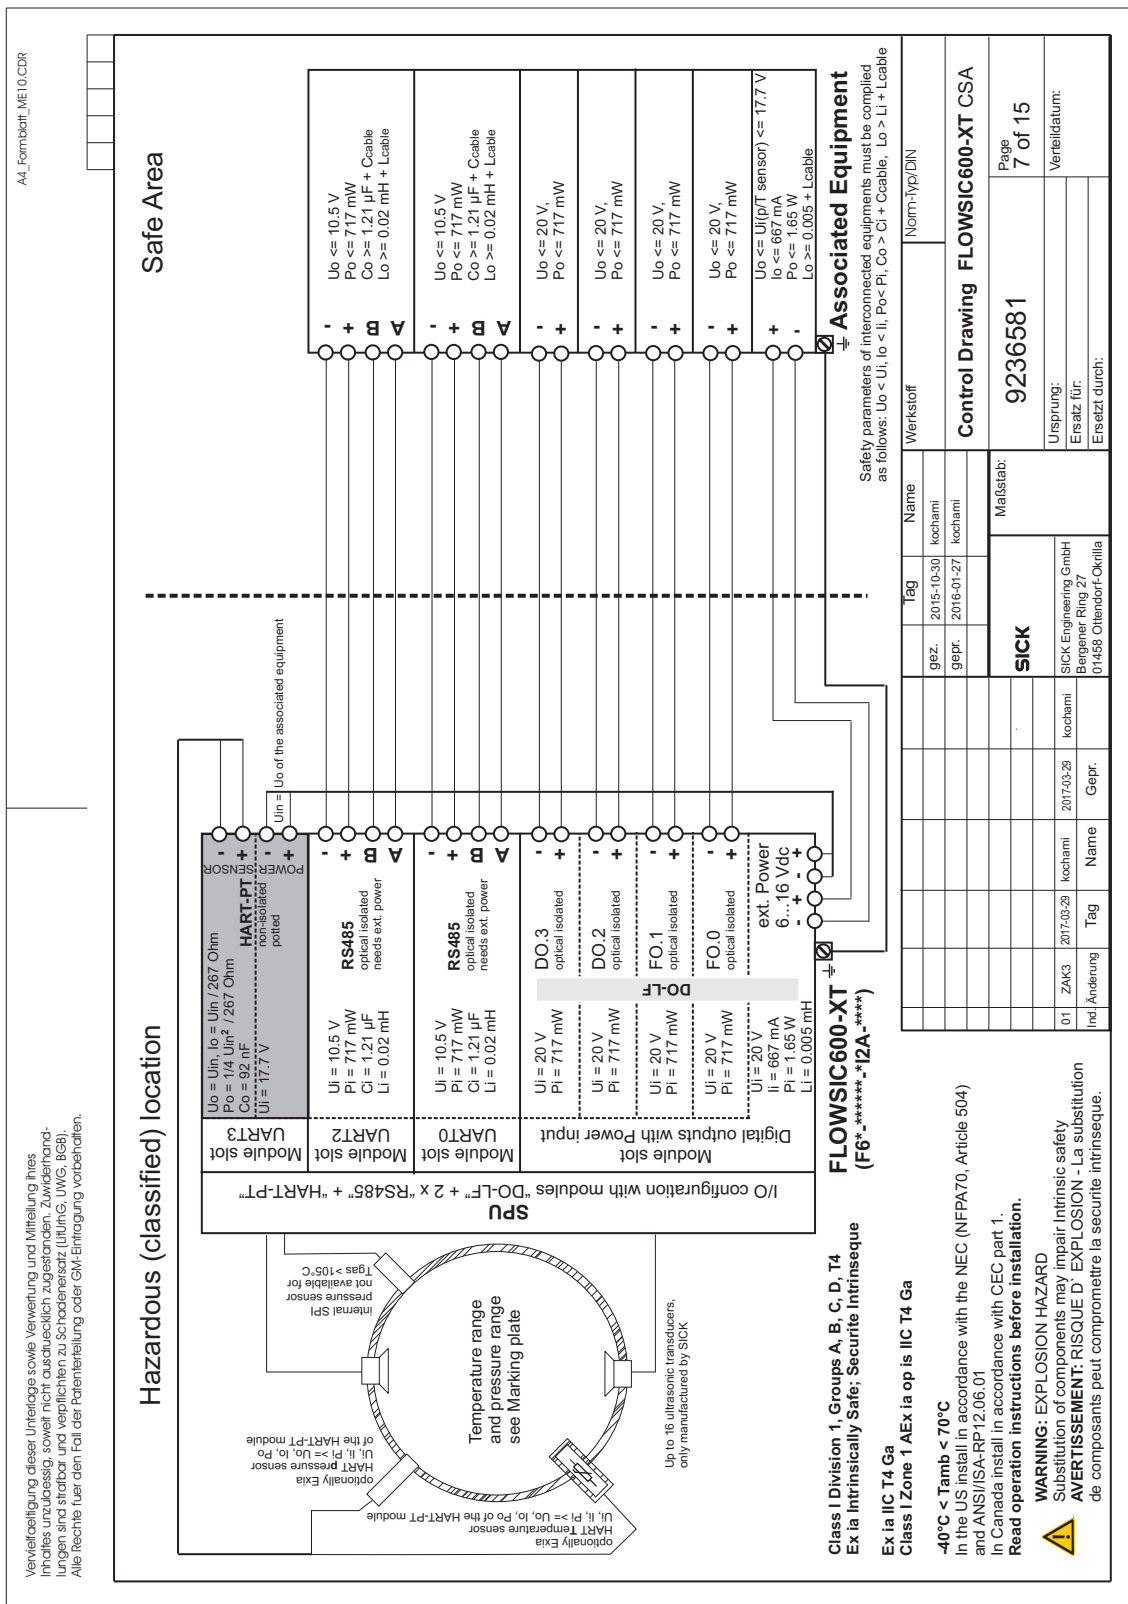 Vervielfaeltigung dieser Unterlage sowie Verwertung und Mitteilung ihres
Inhaltes unzulaessig, soweit nicht ausdruecklich zugestanden. Zuwiderhand-
lungen sind strafbar und verpflichten zu Schadenersatz (LitUrhG, UWG, BGB).
Alle Rechte fuer den Fall der Patenterteilung oder GM-Eintragung vorbehalten.
A4_Formblatt_ME10.CDR
Hazardous (classified) location
Safe Area
optionally Exia
HART Temperature sensor
Ui, Ii, Pi >= Uo, Io, Po of the HART-PT module
optionally Exia
HART pressure sensor
Ui, Ii, Pi >= Uo, Io, Po
of the HART-PT module
internal SPI
pressure sensor
not available for
Tgas >105°C
Temperature range
and pressure range
see Marking plate
Up to 16 ultrasonic transducers,
only manufactured by SICK
SPU
I/O configuration with modules "DO-LF" + 2 x "RS485" + "HART-PT"
Module slot
UART3
Uo = Uin, Io = Uin / 267 Ohm
Po = 1/4 Uin² / 267 Ohm
Co = 92 nF
Ui = 17.7 V
HART-PT
non-isolated
potted
SENSOR
- +
POWER
- +
Uin = Uo of the associated equipment
Module slot
UART2
Ui = 10.5 V
Pi = 717 mW
Ci = 1.21 µF
Li = 0.02 mH
RS485
optical isolated
needs ext. power
- + B A
Module slot
UART0
Ui = 10.5 V
Pi = 717 mW
Ci = 1.21 µF
Li = 0.02 mH
RS485
optical isolated
needs ext. power
- + B A
Module slot
Digital outputs with Power input
DO-LF
Ui = 20 V
Pi = 717 mW
DO.3
optical isolated
- +
Ui = 20 V
Pi = 717 mW
DO.2
optical isolated
- +
Ui = 20 V
Pi = 717 mW
FO.1
optical isolated
- +
Ui = 20 V
Pi = 717 mW
FO.0
optical isolated
- +
Ui = 20 V
Ii = 667 mA
Pi = 1.65 W
Li = 0.005 mH
ext. Power
6...16 Vdc
- + - +
FLOWSIC600-XT
(F6*-******-*I2A-****)
- + B A
Uo <= 10.5 V
Po <= 717 mW
Co >= 1.21 µF + Ccable
Lo >= 0.02 mH + Lcable
- + B A
Uo <= 10.5 V
Po <= 717 mW
Co >= 1.21 µF + Ccable
Lo >= 0.02 mH + Lcable
- +
Uo <= 20 V,
Po <= 717 mW
- +
Uo <= 20 V,
Po <= 717 mW
- +
Uo <= 20 V,
Po <= 717 mW
- +
Uo <= 20 V,
Po <= 717 mW
+ -
Uo <= Ui(p/T sensor) <= 17.7 V
Io <= 667 mA
Po <= 1.65 W
Lo >= 0.005 + Lcable
Associated Equipment
Safety parameters of interconnected equipments must be complied
as follows: Uo < Ui, Io < Ii, Po< Pi, Co > Ci + Ccable, Lo > Li + Lcable
Class I Division 1, Groups A, B, C, D, T4
Ex ia Intrinsically Safe; Securite Intrinseque
Ex ia IIC T4 Ga
Class I Zone 1 AEx ia op is IIC T4 Ga
-40°C < Tamb < 70°C
In the US install in accordance with the NEC (NFPA70, Article 504)
and ANSI/ISA-RP12.06.01
In Canada install in accordance with CEC part 1.
Read operation instructions before installation.
WARNING: EXPLOSION HAZARD
Substitution of components may impair Intrinsic safety
AVERTISSEMENT: RISQUE D` EXPLOSION - La substitution
de composants peut compromettre la securite intrinseque.
01 ZAK3 2017-03-29 kochami 2017-03-29 kochami
Ind. Änderung Tag Name Gepr.
Tag Name
gez. 2015-10-30 kochami
gepr. 2016-01-27 kochami
SICK
Maßstab:
SICK Engineering GmbH
Bergener Ring 27
01458 Ottendorf-Okrilla
Werkstoff
Norm-Typ/DIN
Control Drawing FLOWSIC600-XT CSA
9236581
Page
7 of 15
Ursprung:
Ersatz für:
Ersetzt durch:
Verteildatum: